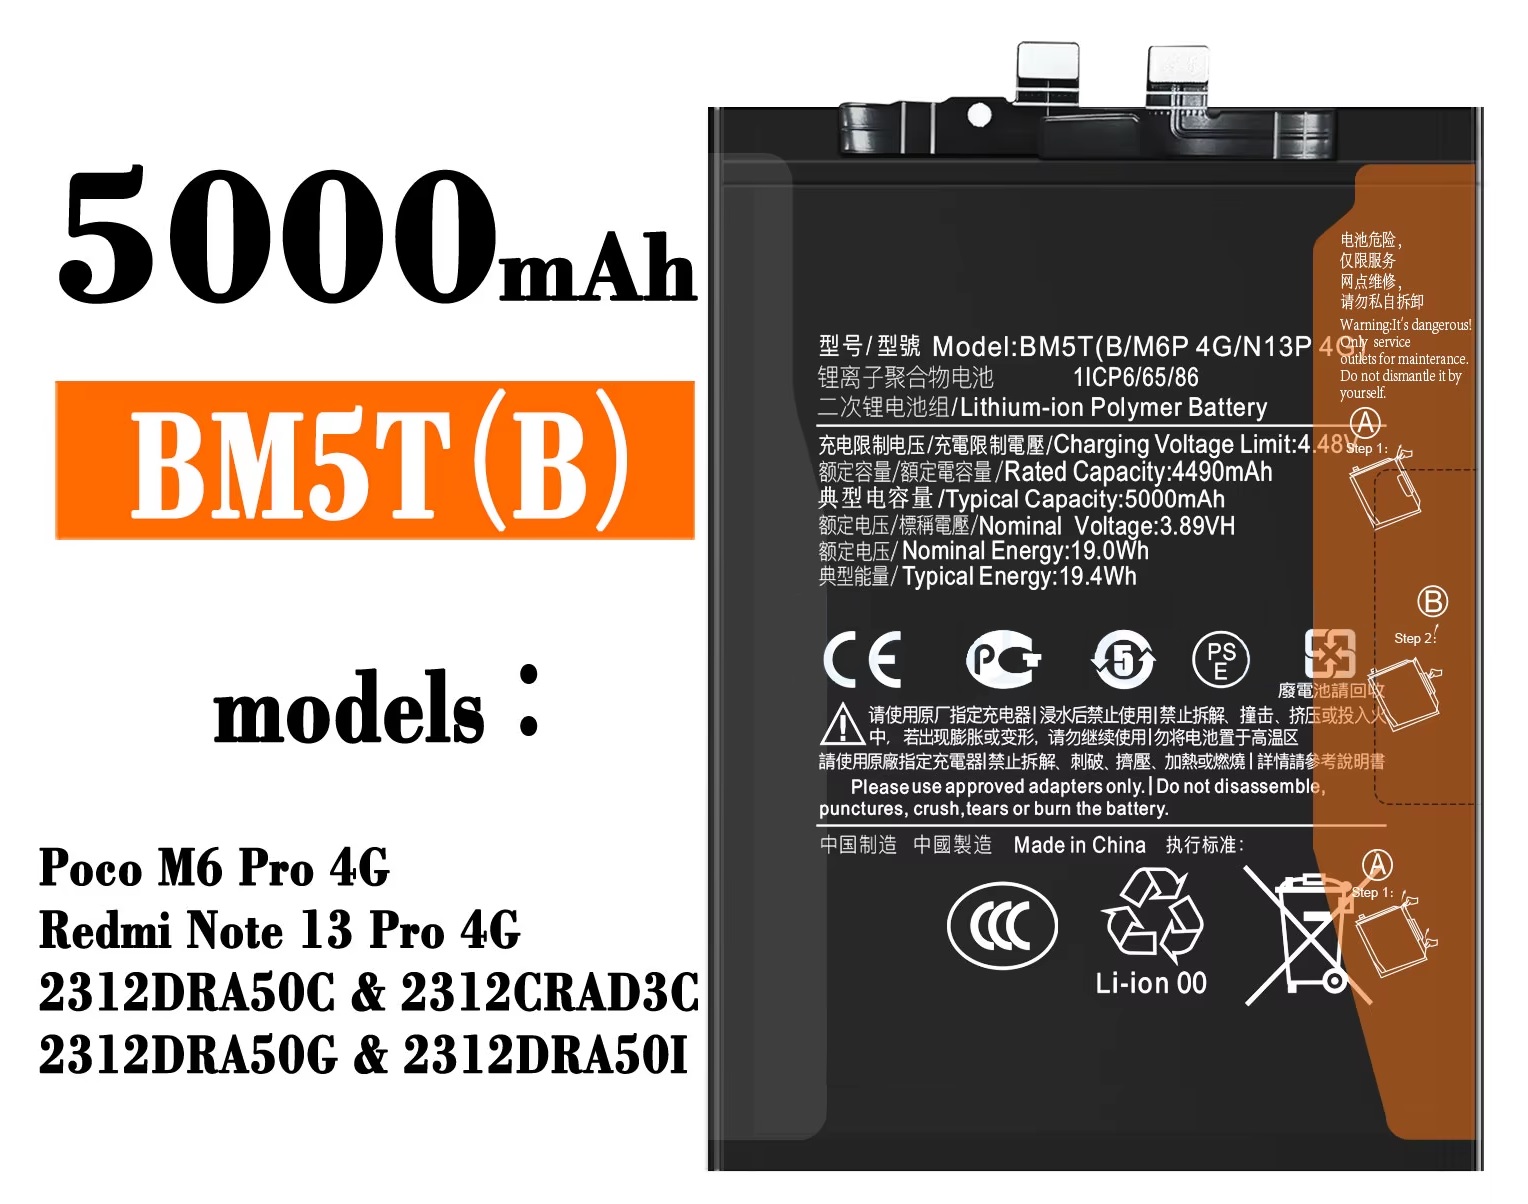 5000mAh
BM5T(B)
models：
Poco M6 Pro 4G
Redmi Note 13 Pro 4G
2312DRA50C & 2312CRAD3C
2312DRA50G & 2312DRA50I
型号/型號 Model:BM5T(B/M6P 4G/N13P 4G)
锂离子聚合物电池 1ICP6/65/86
二次锂电池组/Lithium-ion Polymer Battery
充电限制电压/充電限制電壓/Charging Voltage Limit:4.48V
额定容量/額定電容量/Rated Capacity:4490mAh
典型电容量/Typical Capacity:5000mAh
额定电压/標稱電壓/Nominal Voltage:3.89VH
额定电压/Nominal Energy:19.0Wh
典型能量/Typical Energy:19.4Wh
CE
PCT
5
PS
E
廢電池請回收
请使用原厂指定充电器|浸水后禁止使用|禁止拆解、撞击、挤压或投入火
中，若出现膨胀或变形，请勿继续使用|勿将电池置于高温区
請使用原廠指定充電器|禁止拆解、刺破、擠壓、加熱或燃燒|詳情請參考說明書
Please use approved adapters only.|Do not disassemble,
punctures, crush,tears or burn the battery.
中国制造 中國製造 Made in China 执行标准：
CCC
Li-ion 00
电池危险，
仅限服务
网点维修，
请勿私自拆卸
Warning:It's dangerous!
Only service
outlets for mainterance.
Do not dismantle it by
yourself.
A
Step 1:
B
Step 2:
A
Step 1: